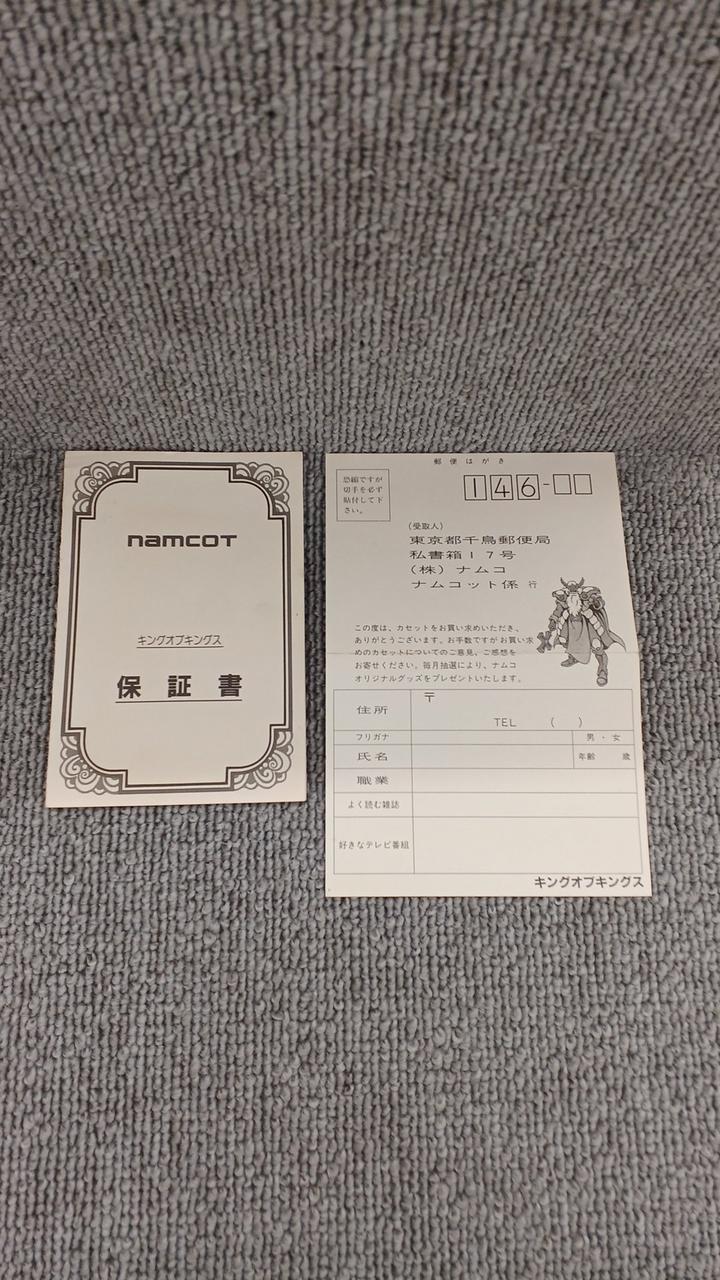 namcot
キングオブキングス
保証書
郵便はがき
恐縮ですが
切手を必ず
貼付して下
さい。
146-
(受取人)
東京都千鳥郵便局
私書箱17号
(株)ナムコ
ナムコット係 行
この度は、カセットをお買い求めいただき、
ありがとうございます。お手数ですがお買い求
めのカセットについてのご意見、ご感想を
お寄せください。毎月抽選により、ナムコ
オリジナルグッズをプレゼントいたします。
住所 〒
TEL ( )
フリガナ 男・女
氏名 年齢 歳
職業
よく読む雑誌
好きなテレビ番組
キングオブキングス